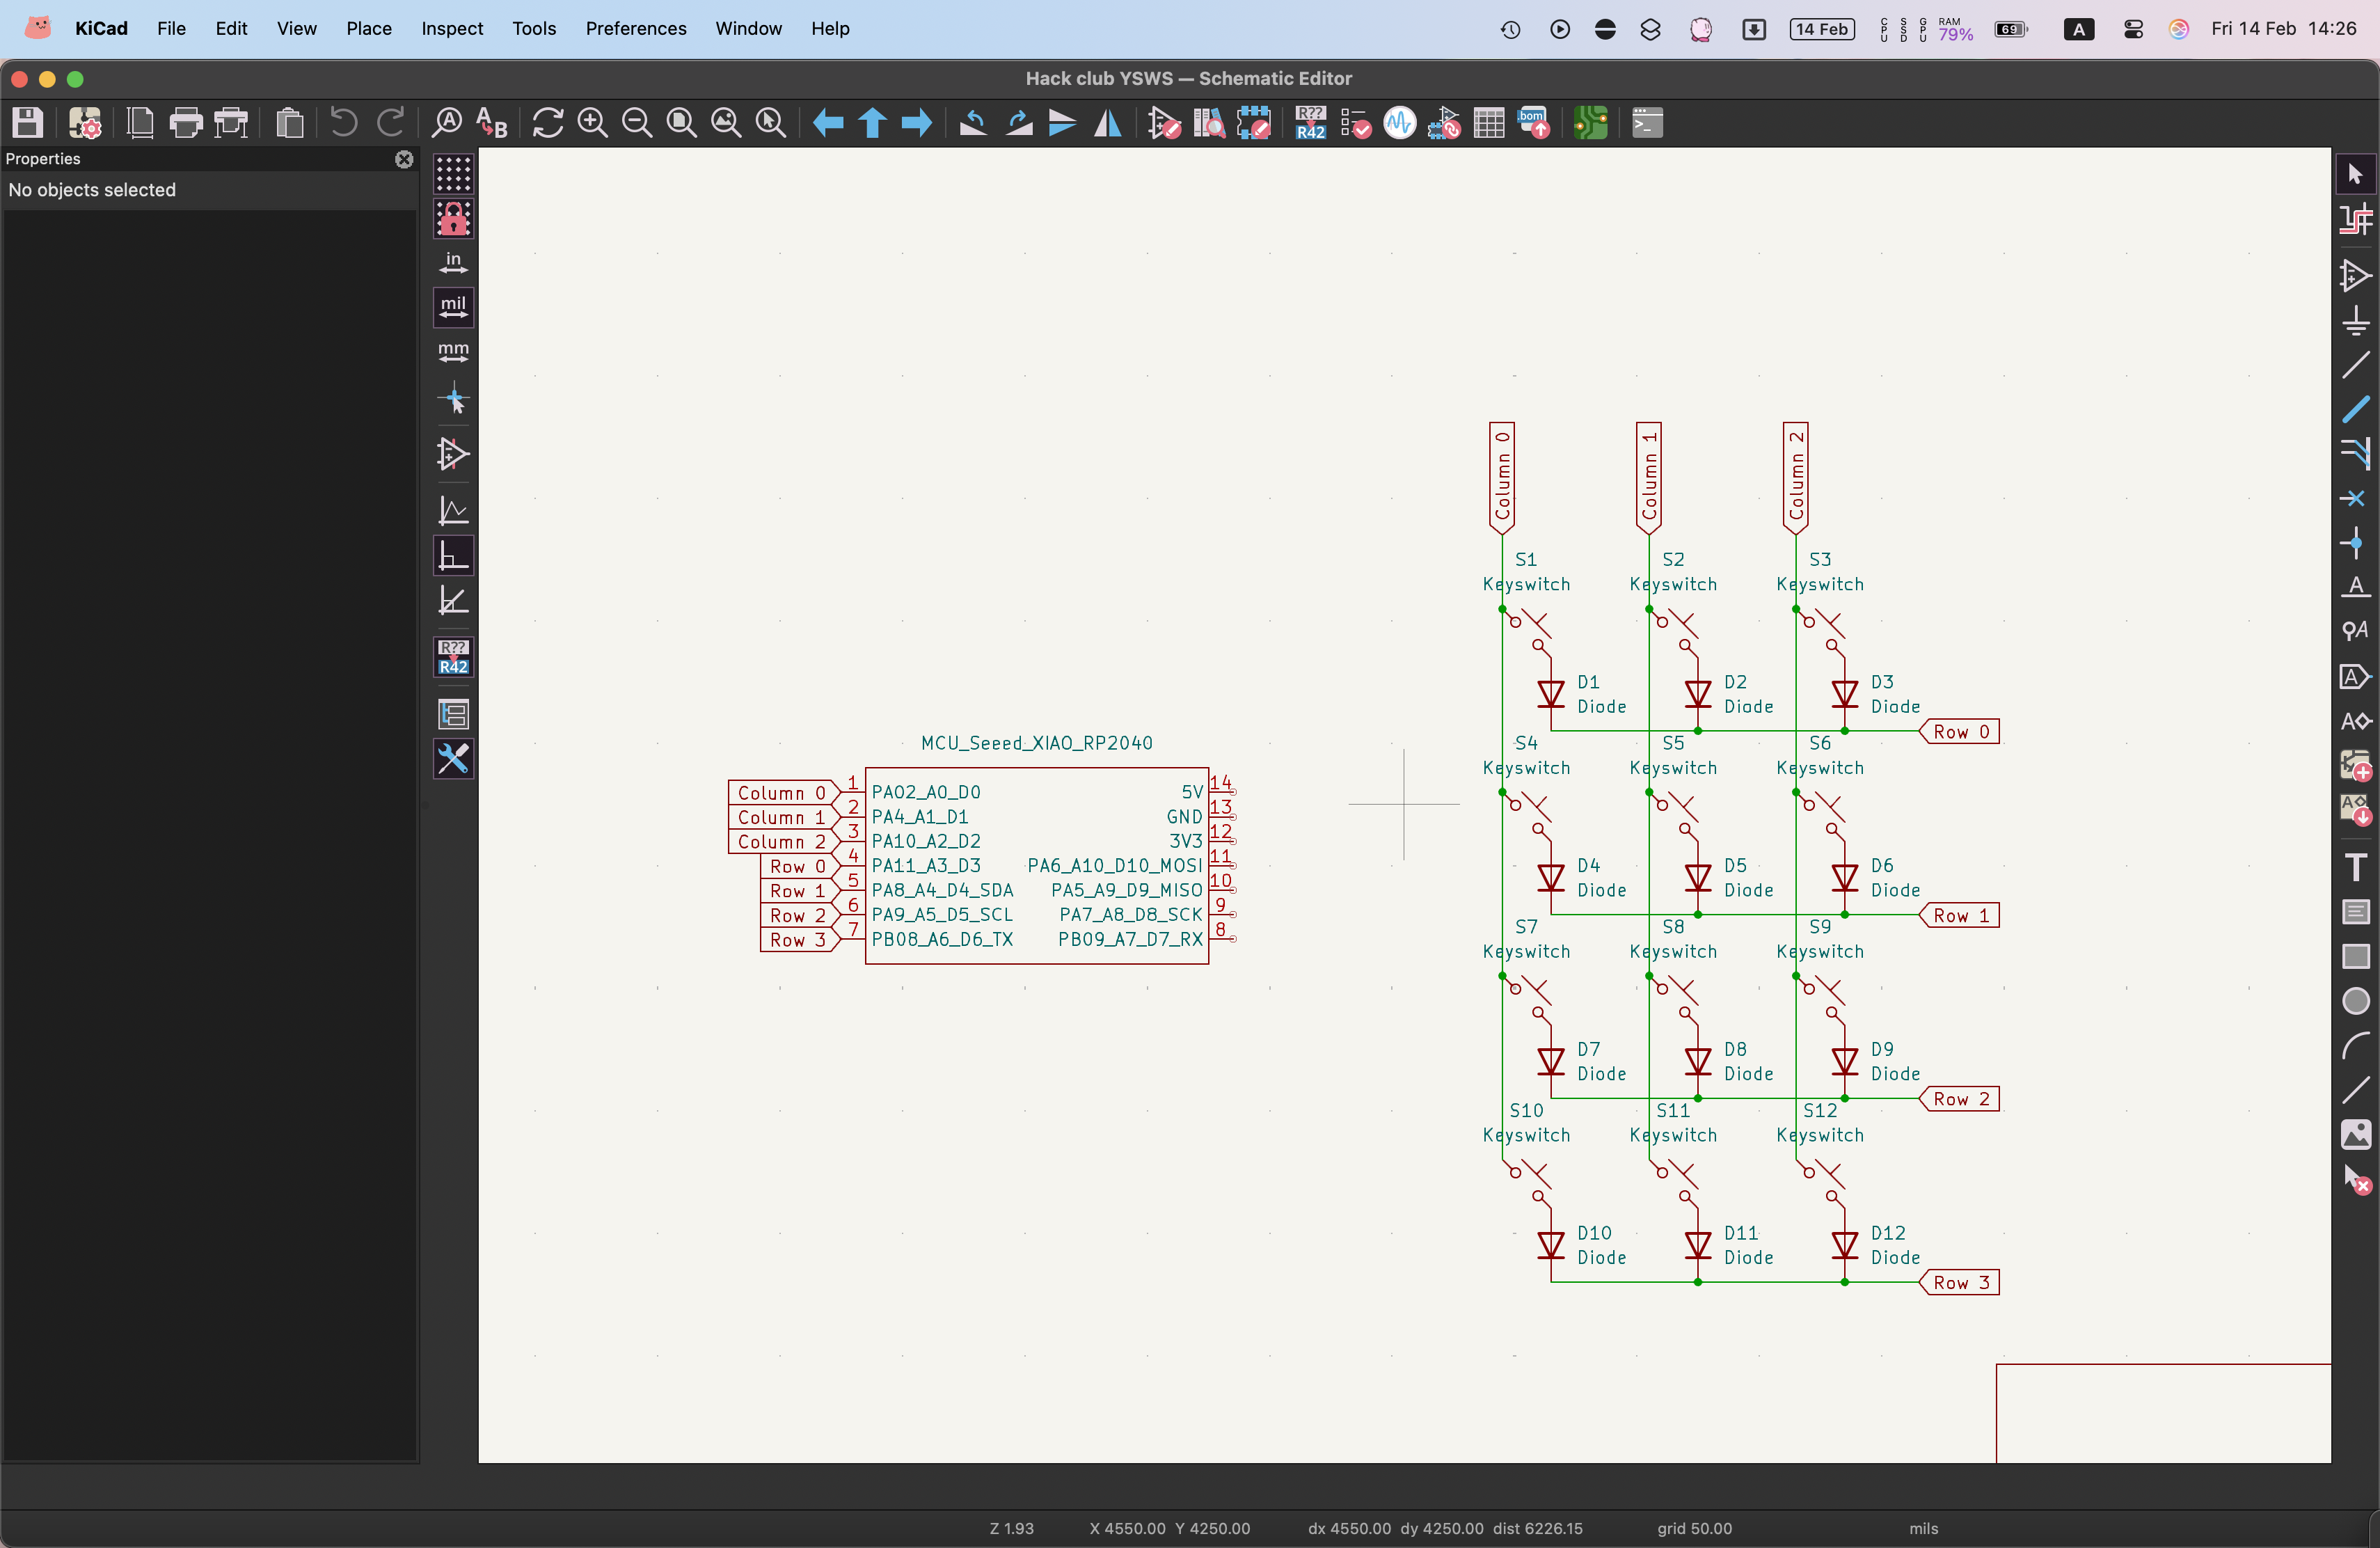 KiCad File Edit View Place Inspect Tools Preferences Window Help
14 Feb
CPU SSD GPU RAM 79% 69 A Fri 14 Feb 14:26
Hack club YSWS — Schematic Editor
A A B R?? R42 .bom >_
Properties
No objects selected
in
mil
mm
R??
R42
A
A
A
A
A
T
Column 0 Column 1 Column 2
S1 S2 S3
Keyswitch Keyswitch Keyswitch
D1 D2 D3
Diode Diode Diode
Row 0
S4 S5 S6
Keyswitch Keyswitch Keyswitch
D4 D5 D6
Diode Diode Diode
Row 1
S7 S8 S9
Keyswitch Keyswitch Keyswitch
D7 D8 D9
Diode Diode Diode
Row 2
S10 S11 S12
Keyswitch Keyswitch Keyswitch
D10 D11 D12
Diode Diode Diode
Row 3
MCU_Seeed_XIAO_RP2040
Column 0 1 PA02_A0_D0 5V 14
Column 1 2 PA4_A1_D1 GND 13
Column 2 3 PA10_A2_D2 3V3 12
Row 0 4 PA11_A3_D3 PA6_A10_D10_MOSI 11
Row 1 5 PA8_A4_D4_SDA PA5_A9_D9_MISO 10
Row 2 6 PA9_A5_D5_SCL PA7_A8_D8_SCK 9
Row 3 7 PB08_A6_D6_TX PB09_A7_D7_RX 8
Z 1.93 X 4550.00 Y 4250.00 dx 4550.00 dy 4250.00 dist 6226.15 grid 50.00 mils